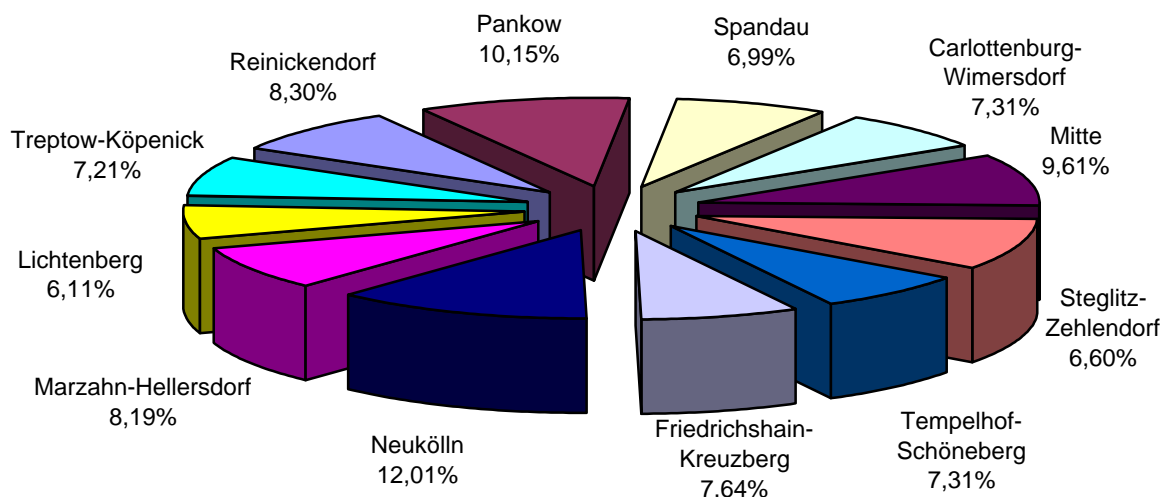 Pankow
10,15%
Spandau
6,99%
Carlottenburg-
Wimersdorf
7,31%
Mitte
9,61%
Steglitz-
Zehlendorf
6,60%
Tempelhof-
Schöneberg
7,31%
Friedrichshain-
Kreuzberg
7,64%
Neukölln
12,01%
Marzahn-Hellersdorf
8,19%
Lichtenberg
6,11%
Treptow-Köpenick
7,21%
Reinickendorf
8,30%